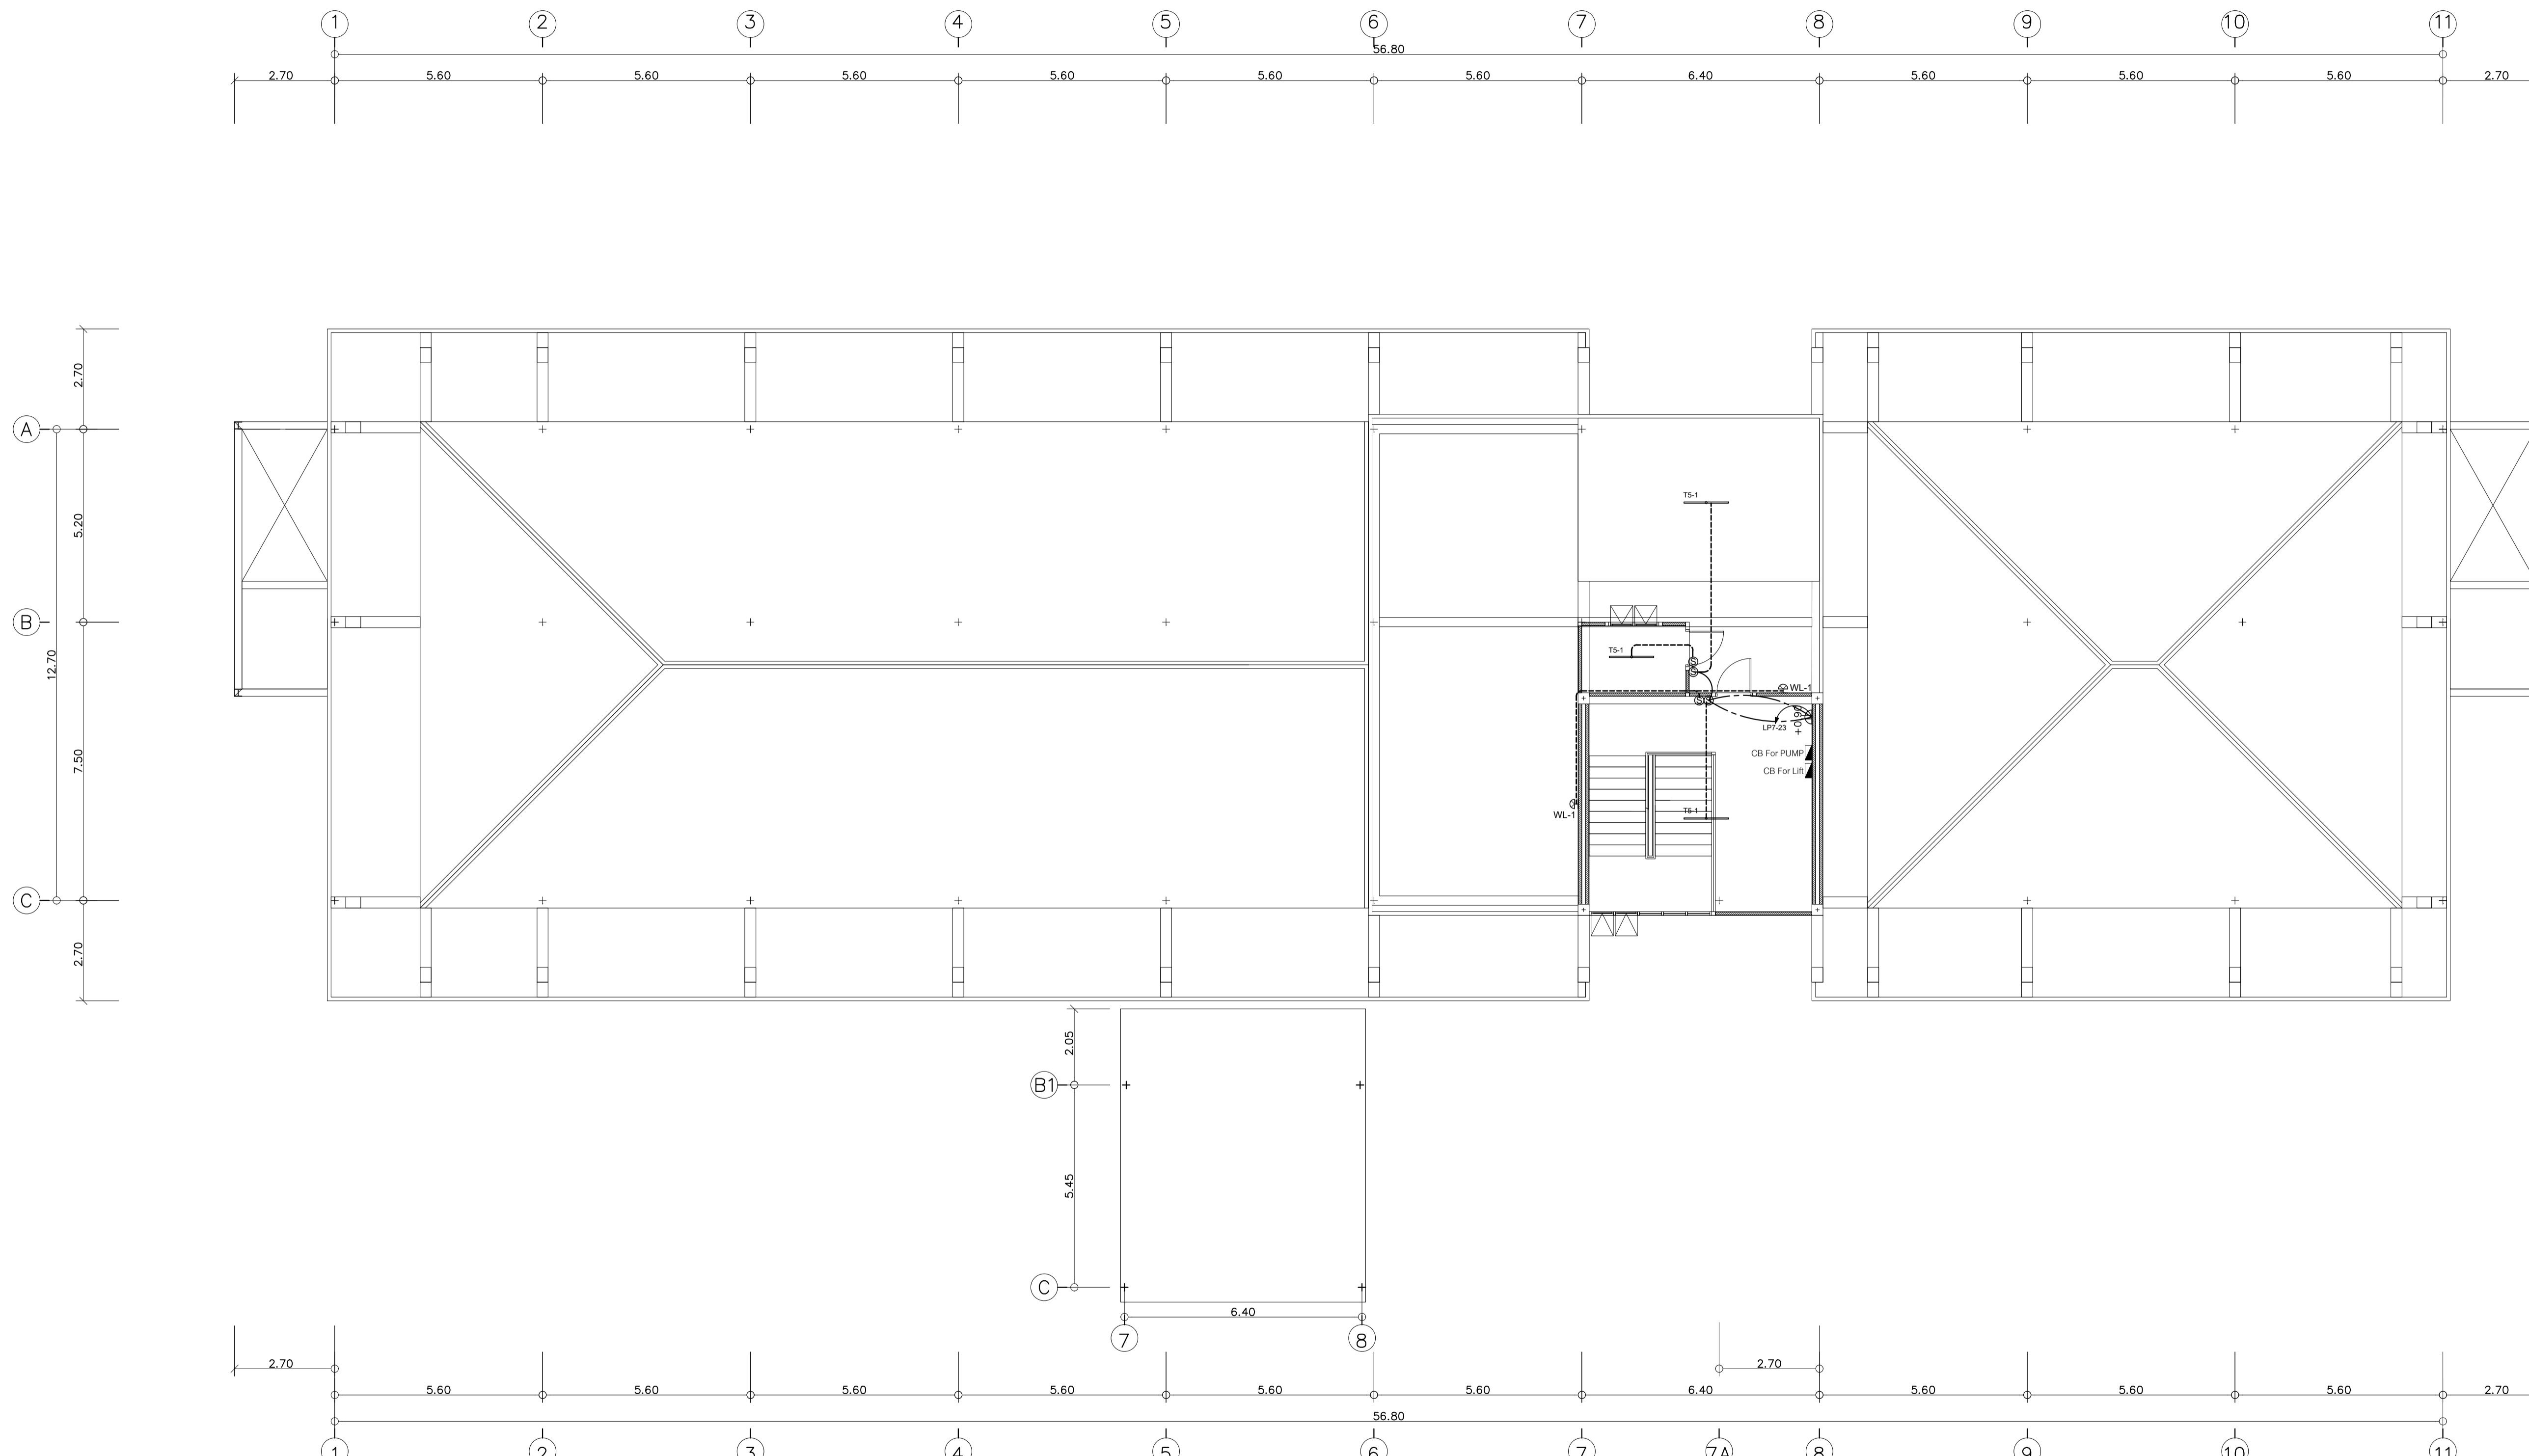 1 2 3 4 5 6 7 8 9 10 11
56.80
2.70 5.60 5.60 5.60 5.60 5.60 5.60 6.40 5.60 5.60 5.60 2.70
2.70
A
5.20
T5-1
B
12.70
T5-1
S
S
WL-1
S S
+0.90
LP7-23
7.50
CB For PUMP
CB For Lift
T5-1
WL-1
C
2.70
2.05
B1
5.45
C
6.40
7 8
2.70 2.70
5.60 5.60 5.60 5.60 5.60 5.60 6.40 5.60 5.60 5.60 2.70
56.80
1 2 3 4 5 6 7 7A 8 9 10 11